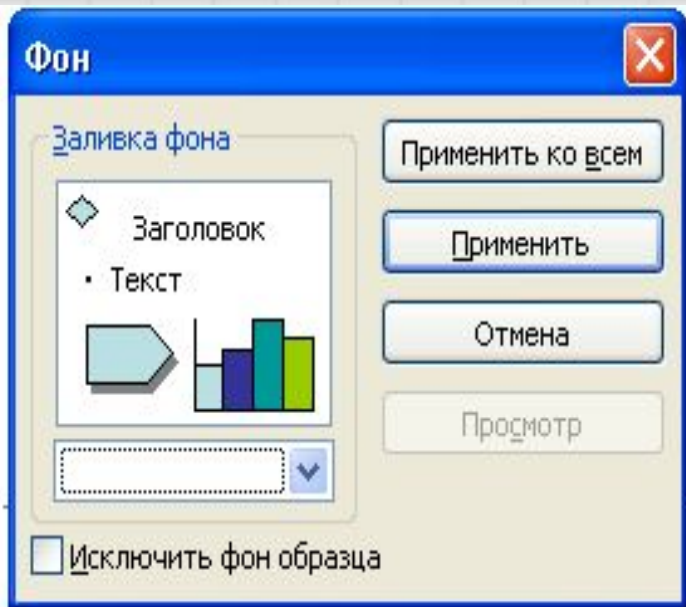 Фон
Заливка фона
Заголовок
• Текст
Применить ко всем
Применить
Отмена
Просмотр
Исключить фон образца